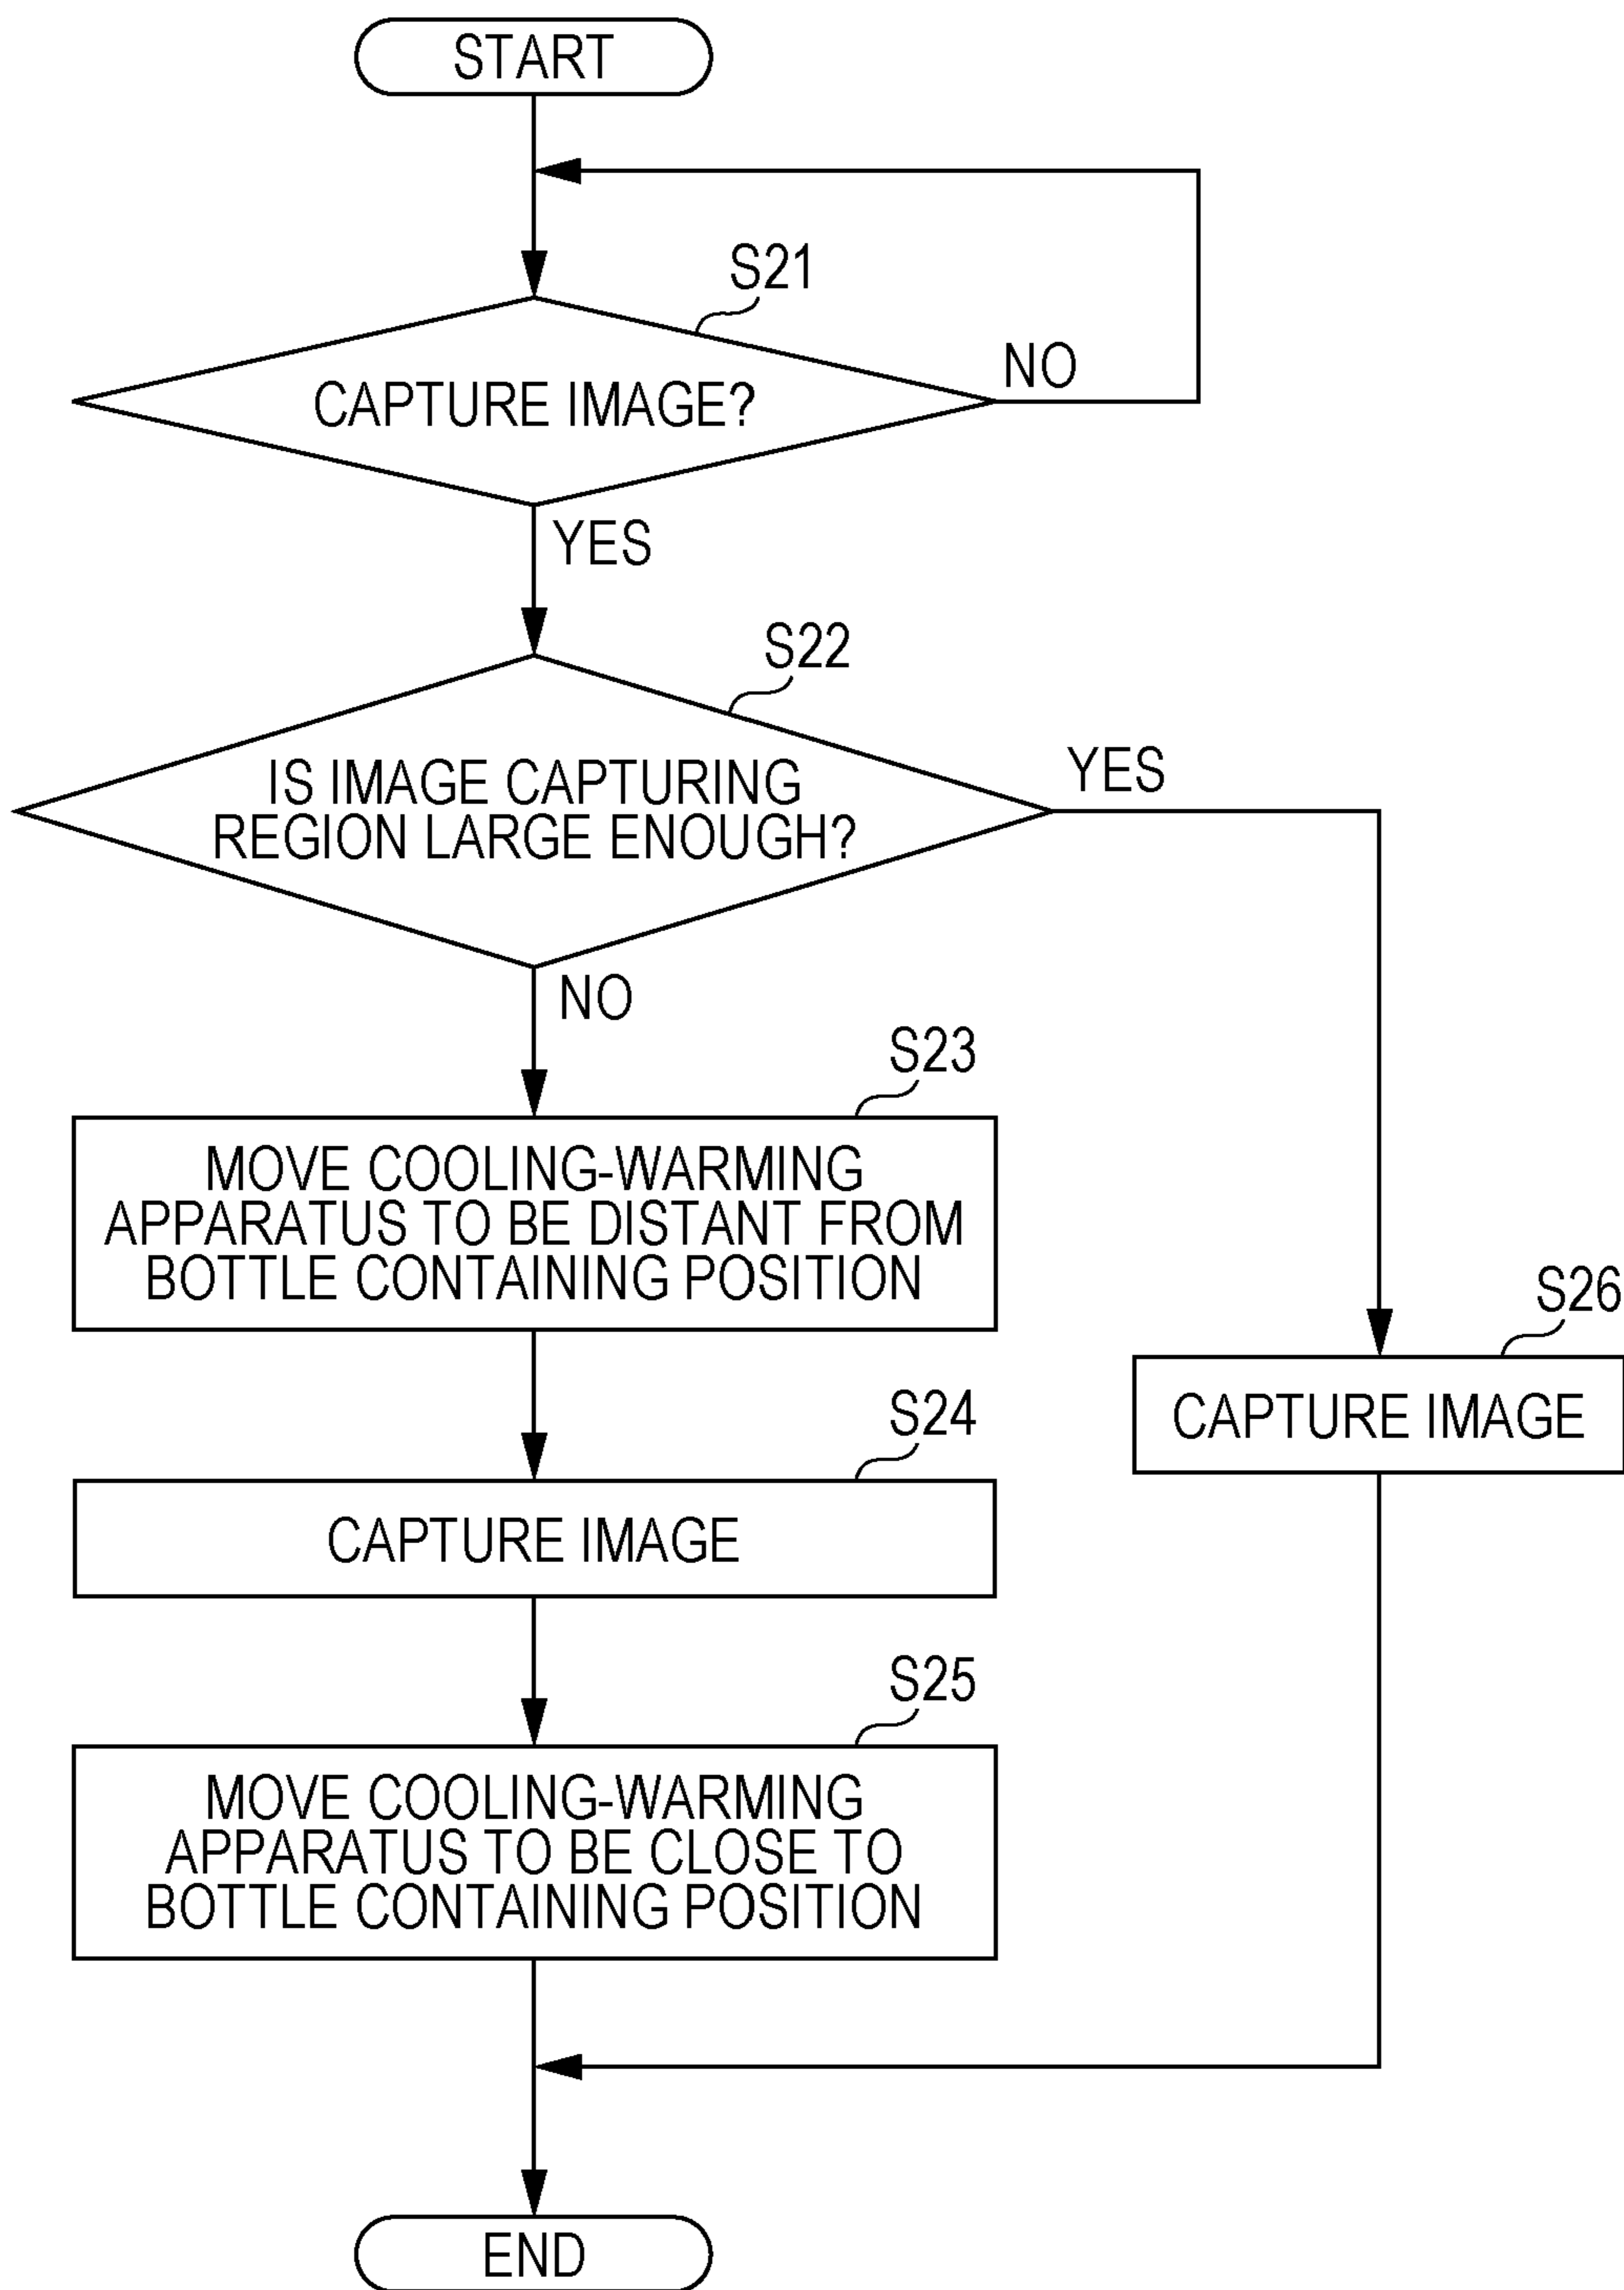 START
S21
CAPTURE IMAGE?
NO
YES
S22
IS IMAGE CAPTURING
REGION LARGE ENOUGH?
YES
NO
S23
MOVE COOLING-WARMING
APPARATUS TO BE DISTANT FROM
BOTTLE CONTAINING POSITION
S26
CAPTURE IMAGE
S24
CAPTURE IMAGE
S25
MOVE COOLING-WARMING
APPARATUS TO BE CLOSE TO
BOTTLE CONTAINING POSITION
END